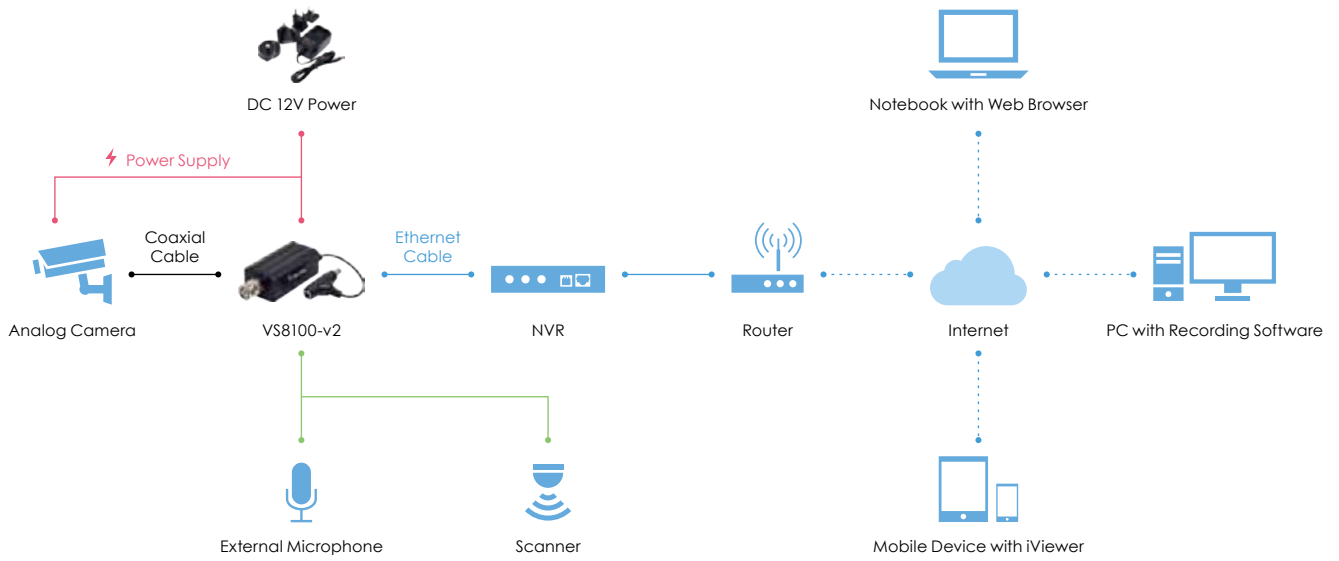 DC 12V Power
Notebook with Web Browser
Power Supply
Coaxial
Cable
Ethernet
Cable
Analog Camera
VS8100-v2
NVR
Router
Internet
PC with Recording Software
External Microphone
Scanner
Mobile Device with iViewer